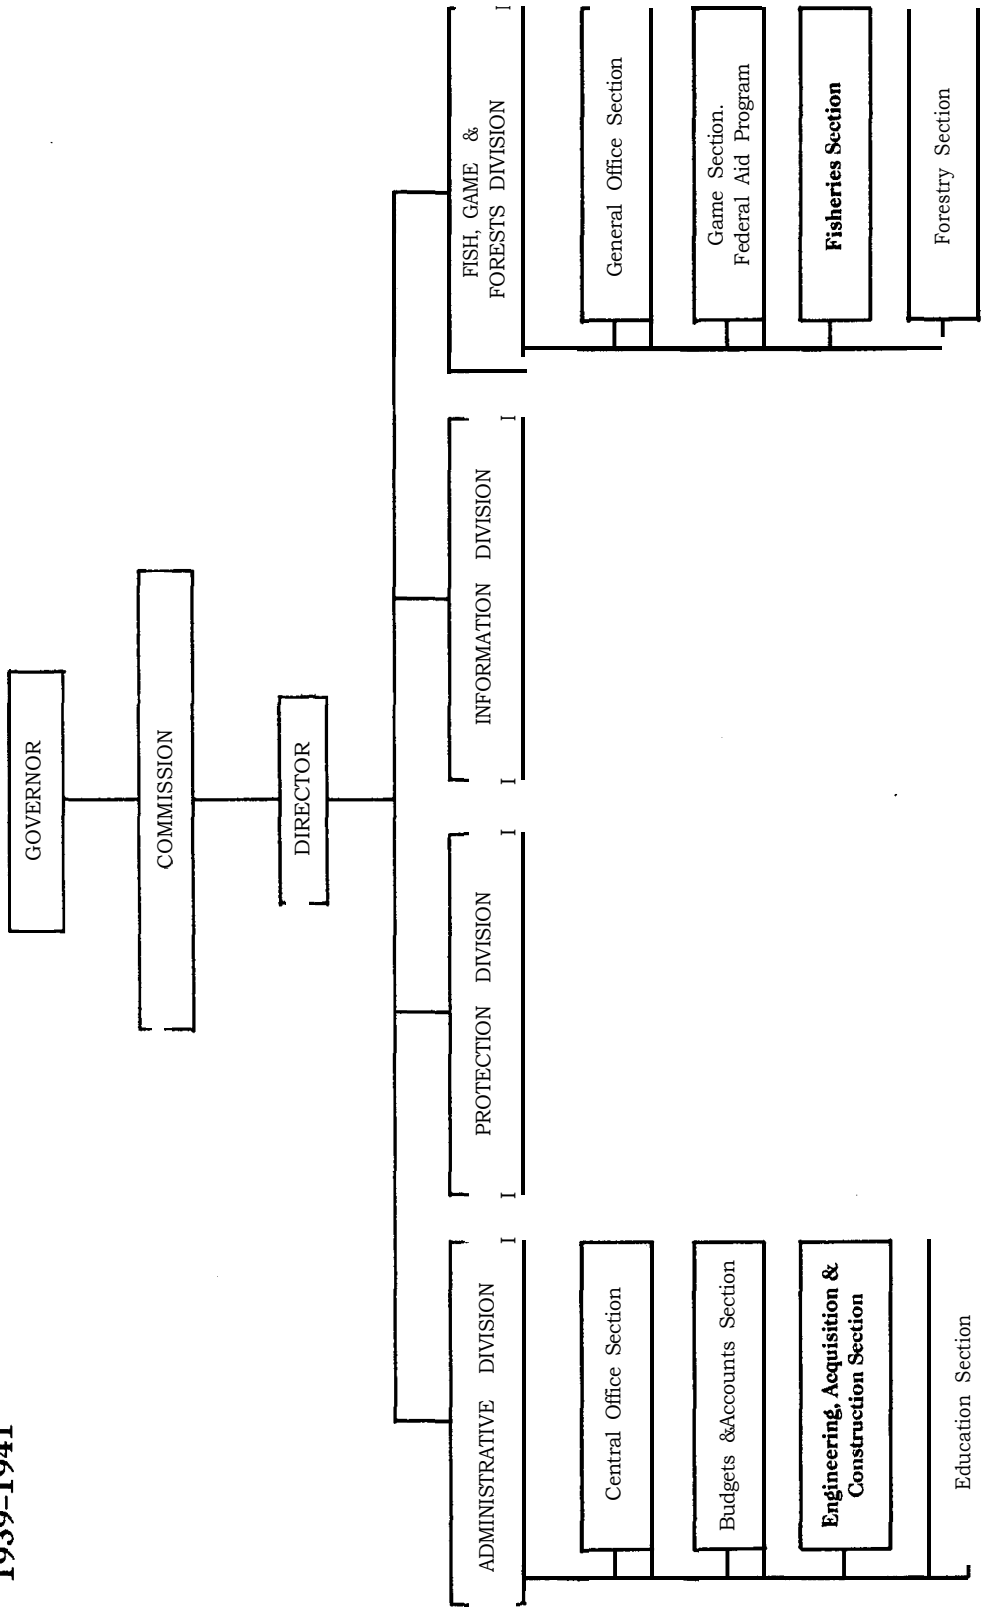 1939-1941
GOVERNOR
COMMISSION
DIRECTOR
ADMINISTRATIVE DIVISION
PROTECTION DIVISION
INFORMATION DIVISION
FISH, GAME &
FORESTS DIVISION
Central Office Section
Budgets &Accounts Section
Engineering, Acquisition &
Construction Section
Education Section
General Office Section
Game Section.
Federal Aid Program
Fisheries Section
Forestry Section